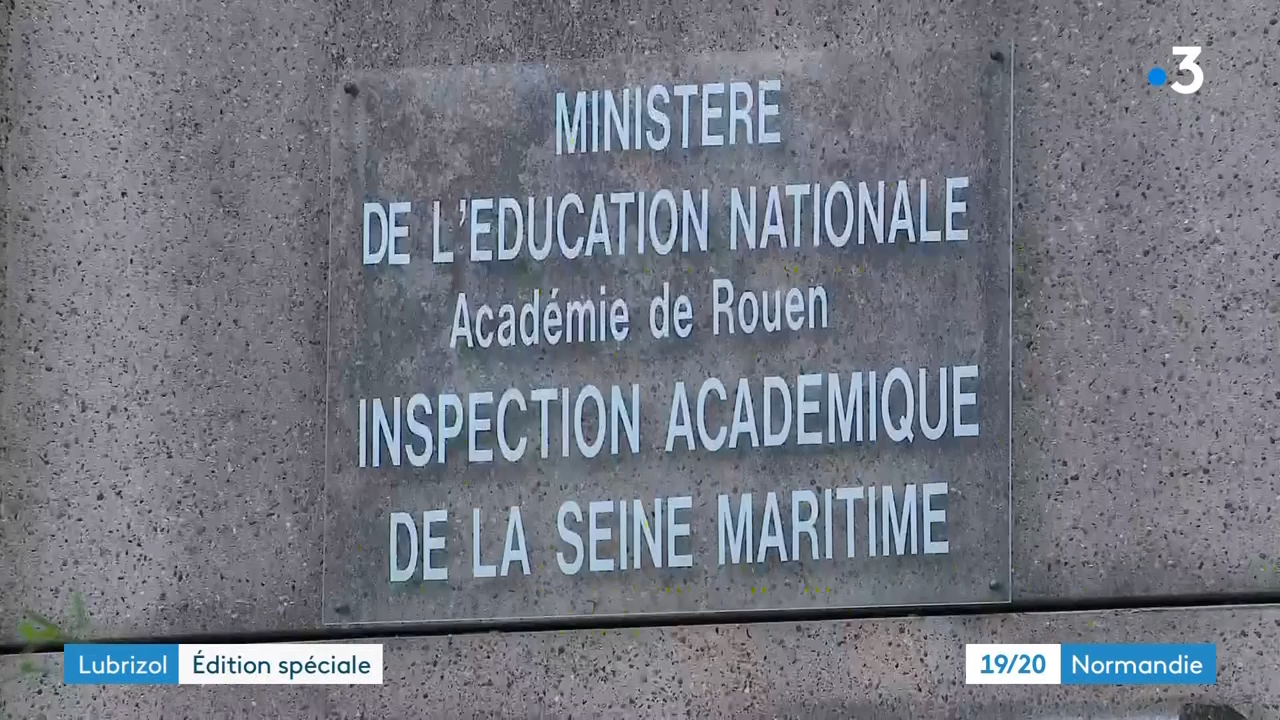 3
MINISTERE
DE L'EDUCATION NATIONALE
Académie de Rouen
INSPECTION ACADEMIQUE
DE LA SEINE MARITIME
Lubrizol Édition spéciale
19/20 Normandie